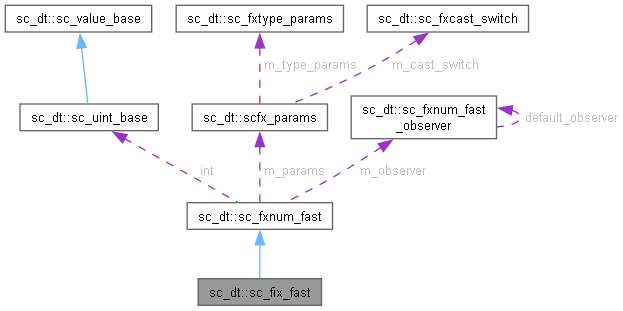 sc_dt::sc_value_base
sc_dt::sc_fxtype_params
sc_dt::sc_fxcast_switch
m_type_params
m_cast_switch
sc_dt::sc_uint_base
sc_dt::scfx_params
sc_dt::sc_fxnum_fast
_observer
default_observer
int
m_params
m_observer
sc_dt::sc_fxnum_fast
sc_dt::sc_fix_fast